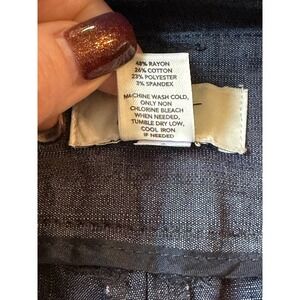 48% RAYON
26% COTTON
23% POLYESTER
3% SPANDEX
MACHINE WASH COLD,
ONLY NON
CHLORINE BLEACH
WHEN NEEDED,
TUMBLE DRY LOW,
COOL IRON
IF NEEDED